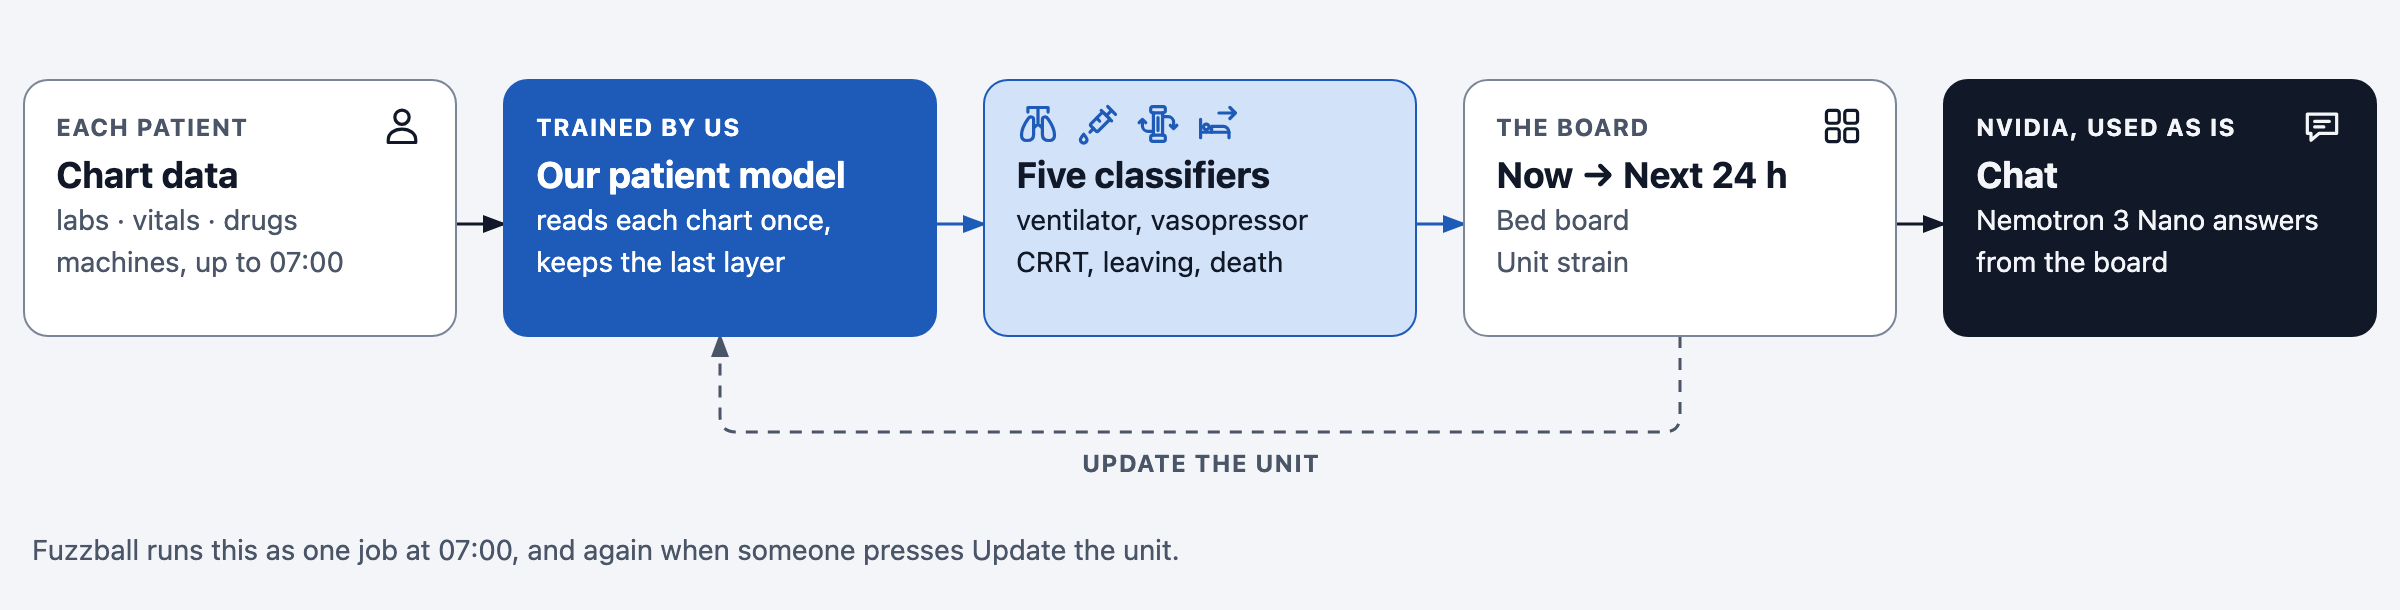 EACH PATIENT
Chart data
labs · vitals · drugs
machines, up to 07:00
TRAINED BY US
Our patient model
reads each chart once,
keeps the last layer
Five classifiers
ventilator, vasopressor
CRRT, leaving, death
THE BOARD
Now → Next 24 h
Bed board
Unit strain
NVIDIA, USED AS IS
Chat
Nemotron 3 Nano answers
from the board
UPDATE THE UNIT
Fuzzball runs this as one job at 07:00, and again when someone presses Update the unit.